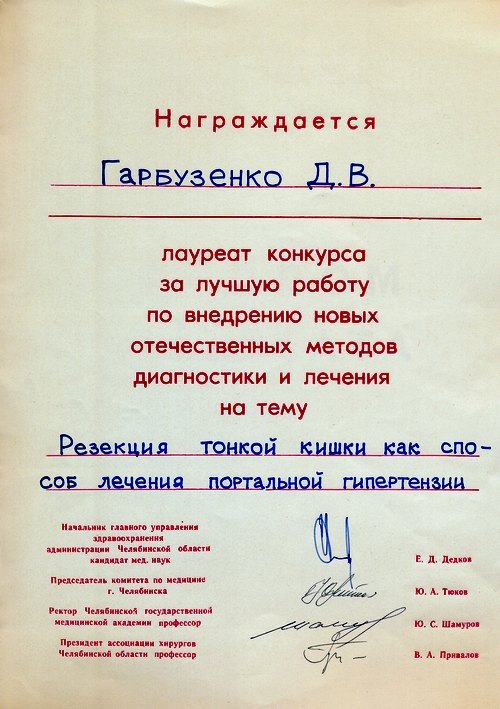 Награждается
Гарбузенко Д.В.
лауреат конкурса
за лучшую работу
по внедрению новых
отечественных методов
диагностики и лечения
на тему
Резекция тонкой кишки как спо-
соб лечения портальной гипертензии
Начальник главного управления
здравоохранения
администрации Челябинской области
кандидат мед. наук
Е. Д. Дедков
Председатель комитета по медицине
г. Челябинска
Ю. А. Тюков
Ректор Челябинской государственной
медицинской академии профессор
Ю. С. Шамуров
Президент ассоциации хирургов
Челябинской области профессор
В. А. Привалов